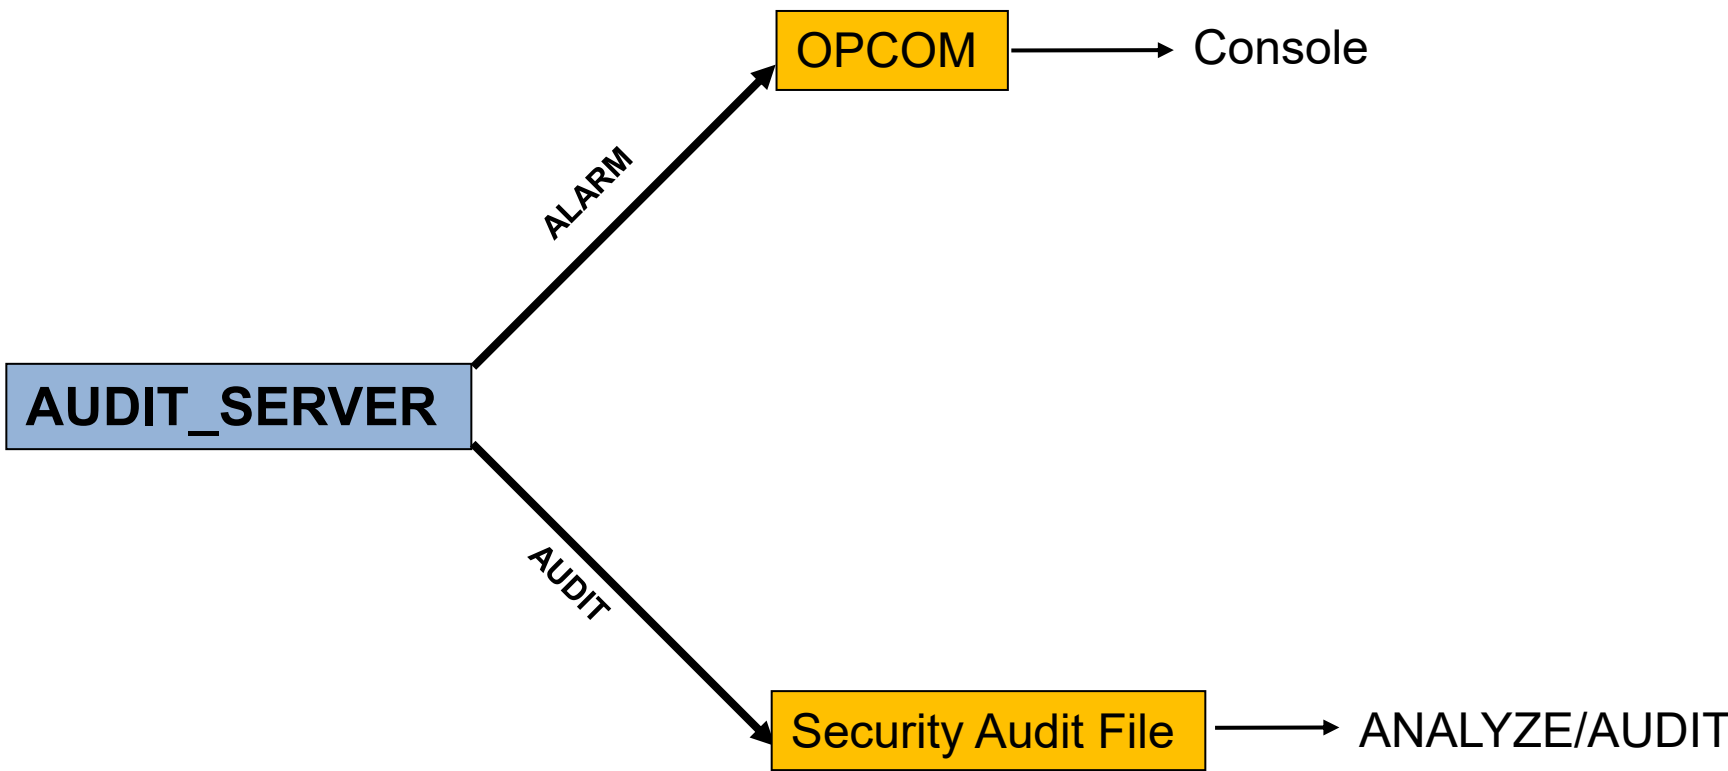 OPCOM
Console
ALARM
AUDIT_SERVER
AUDIT
Security Audit File
ANALYZE/AUDIT